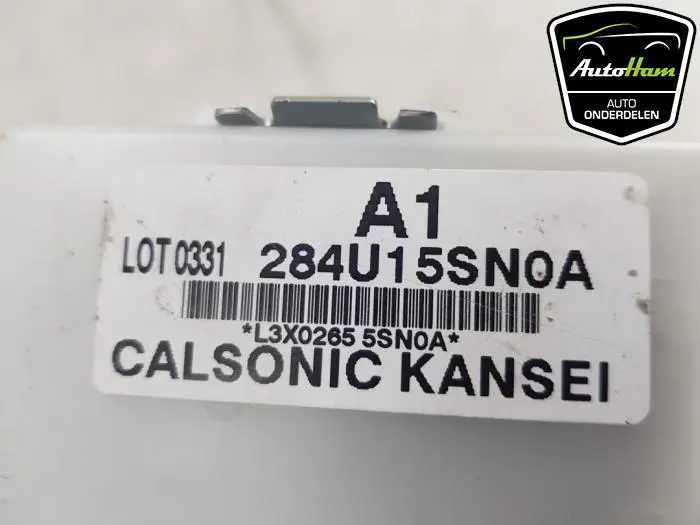 AutoHam
AUTO
ONDERDELEN
A1
LOT 0331 284U15SN0A
*L3X0265 5SN0A*
CALSONIC KANSEI